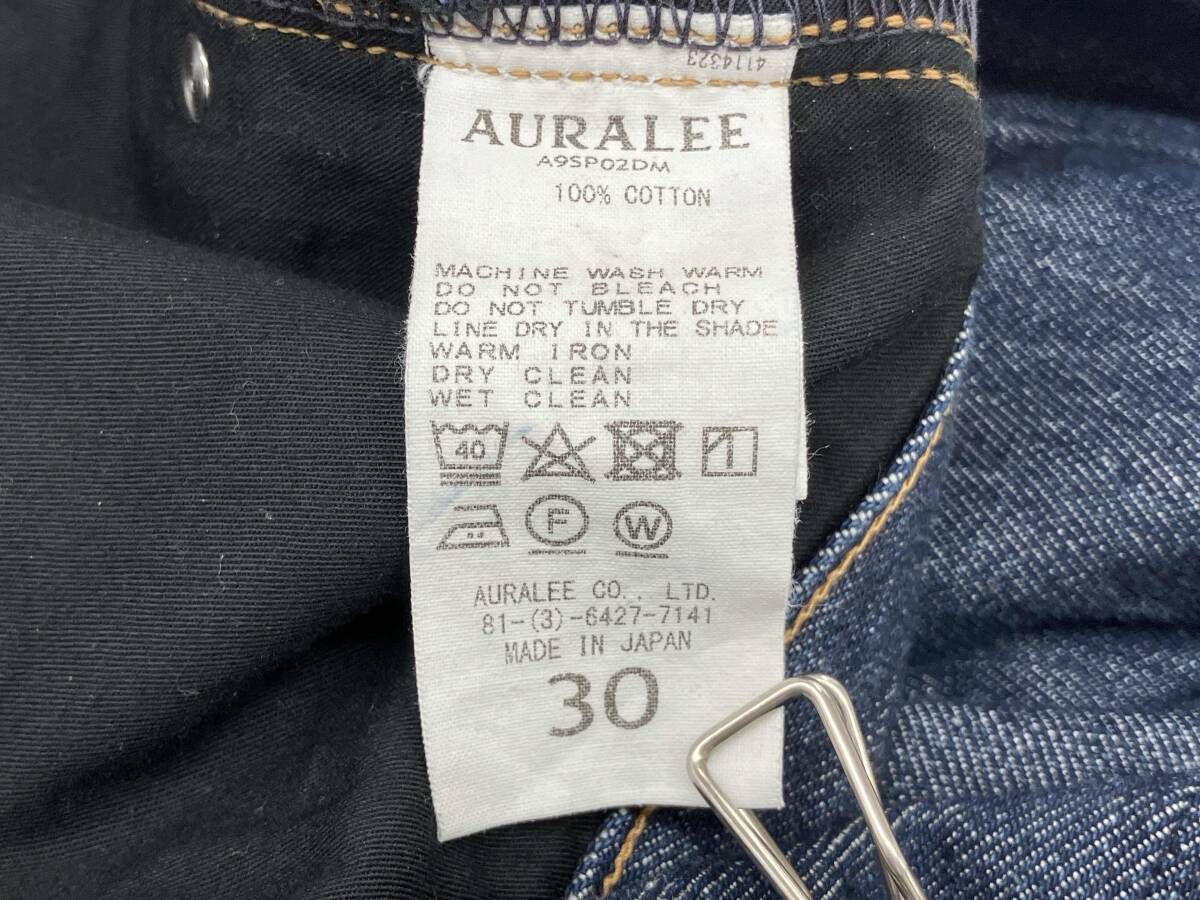 4114323
AURALEE
A9SP02DM
100% COTTON
MACHINE WASH WARM
DO NOT BLEACH
DO NOT TUMBLE DRY
LINE DRY IN THE SHADE
WARM IRON
DRY CLEAN
WET CLEAN
40
F W
AURALEE CO., LTD.
81-(3)-6427-7141
MADE IN JAPAN
30